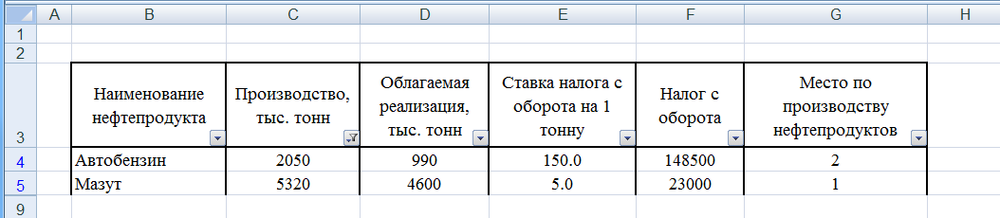 A B C D E F G H
1
2
3
Наименование нефтепродукта
Производство, тыс. тонн
Облагаемая реализация, тыс. тонн
Ставка налога с оборота на 1 тонну
Налог с оборота
Место по производству нефтепродуктов
4 Автобензин 2050 990 150.0 148500 2
5 Мазут 5320 4600 5.0 23000 1
9